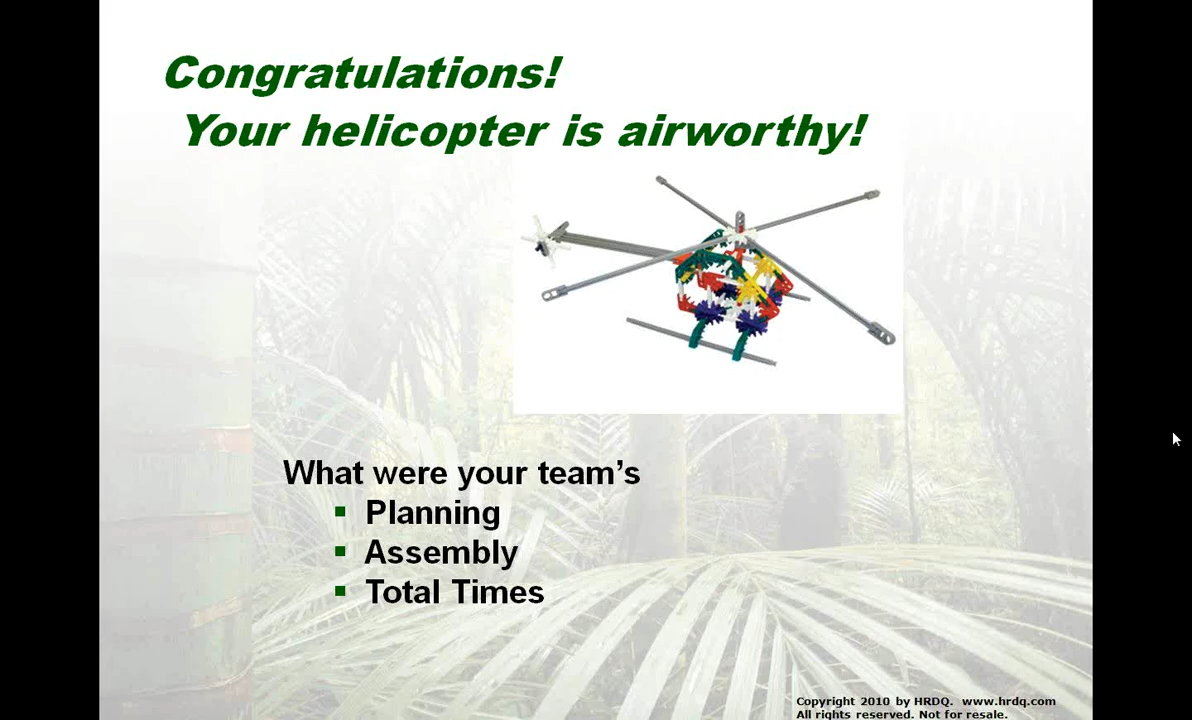 Congratulations!
Your helicopter is airworthy!
What were your team’s
▪ Planning
▪ Assembly
▪ Total Times
Copyright 2010 by HRDQ. www.hrdq.com
All rights reserved. Not for resale.